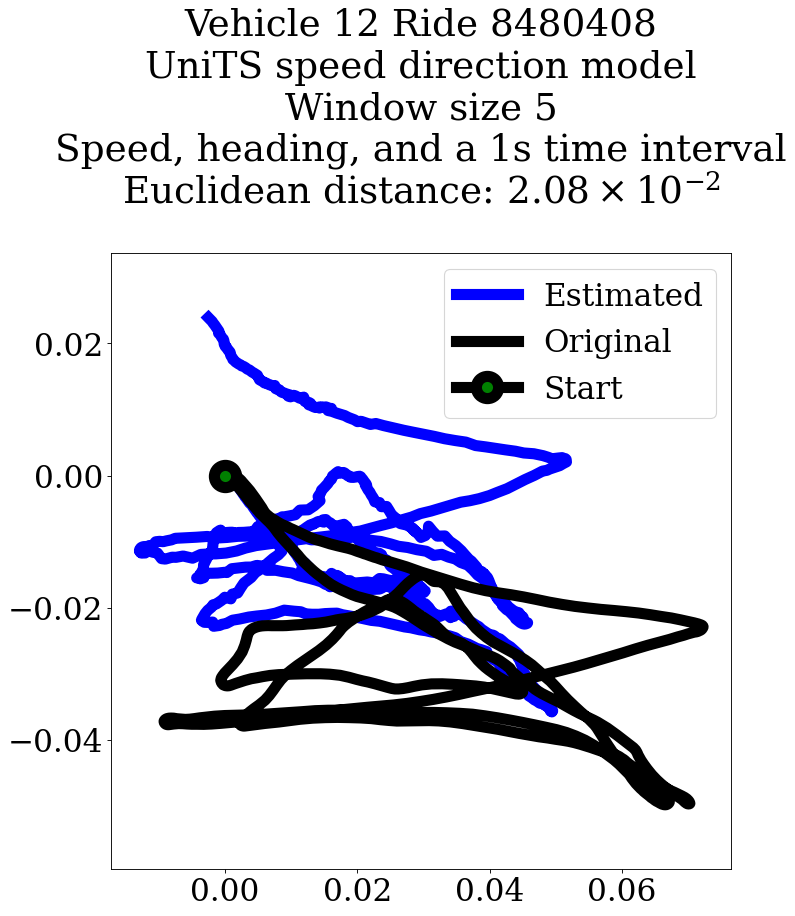 Vehicle 12 Ride 8480408
UniTS speed direction model
Window size 5
Speed, heading, and a 1s time interval
Euclidean distance: 2.08 × 10⁻²
Estimated
Original
Start
0.02
0.00
−0.02
−0.04
0.00 0.02 0.04 0.06